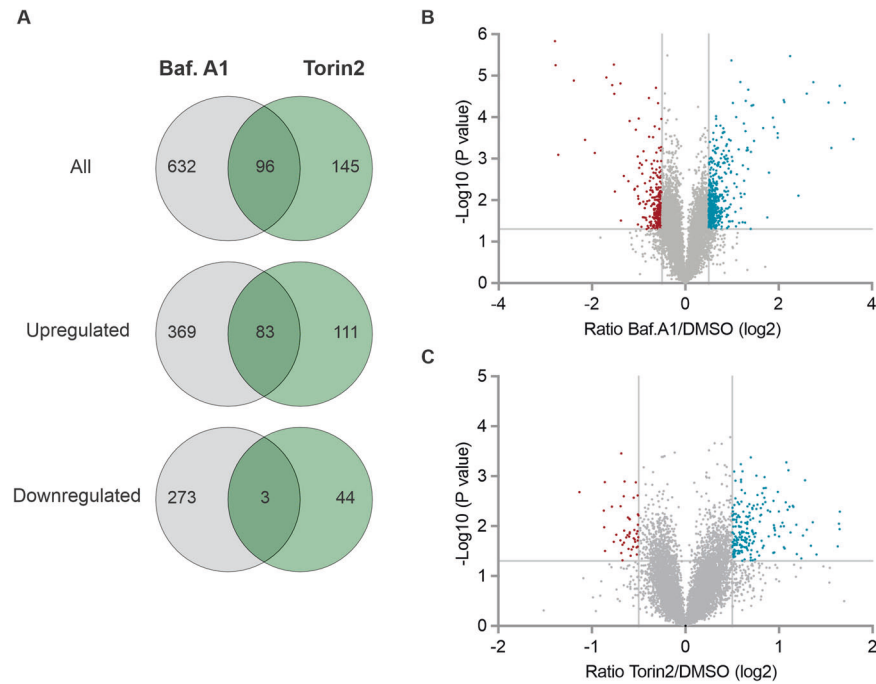 A
Baf. A1 Torin2
All 632 96 145
Upregulated 369 83 111
Downregulated 273 3 44
B
6
5
4
3
2
1
0
-4 -2 0 2 4
-Log10 (P value)
Ratio Baf.A1/DMSO (log2)
C
5
4
3
2
1
0
-2 -1 0 1 2
-Log10 (P value)
Ratio Torin2/DMSO (log2)